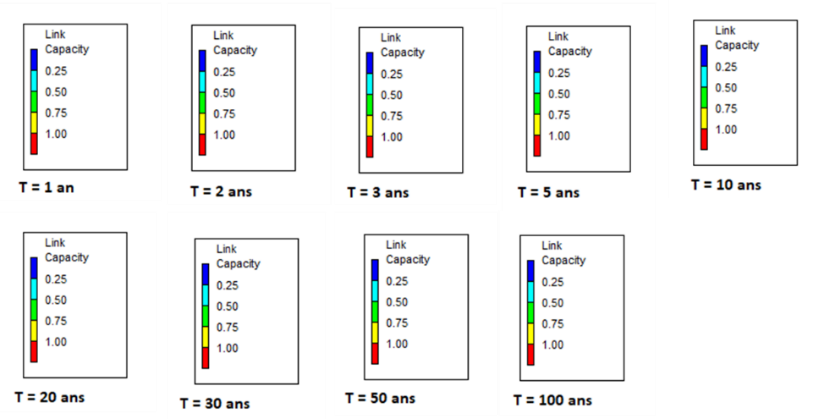 Link
Capacity
0.25
0.50
0.75
1.00
T = 1 an
Link
Capacity
0.25
0.50
0.75
1.00
T = 2 ans
Link
Capacity
0.25
0.50
0.75
1.00
T = 3 ans
Link
Capacity
0.25
0.50
0.75
1.00
T = 5 ans
Link
Capacity
0.25
0.50
0.75
1.00
T = 10 ans
Link
Capacity
0.25
0.50
0.75
1.00
T = 20 ans
Link
Capacity
0.25
0.50
0.75
1.00
T = 30 ans
Link
Capacity
0.25
0.50
0.75
1.00
T = 50 ans
Link
Capacity
0.25
0.50
0.75
1.00
T = 100 ans